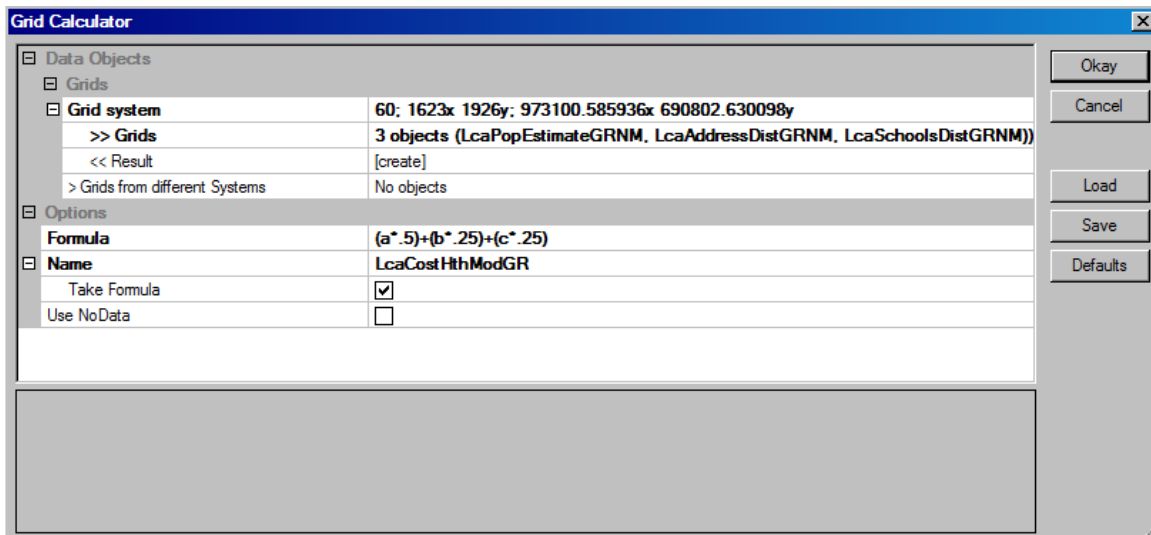 Grid Calculator
Data Objects
Grids
Grid system 60; 1623x 1926y; 973100.585936x 690802.630098y
>> Grids 3 objects (LcaPopEstimateGRNM, LcaAddressDistGRNM, LcaSchoolsDistGRNM))
<< Result [create]
> Grids from different Systems No objects
Options
Formula (a*.5)+(b*.25)+(c*.25)
Name LcaCostHthModGR
Take Formula
Use NoData
Okay
Cancel
Load
Save
Defaults